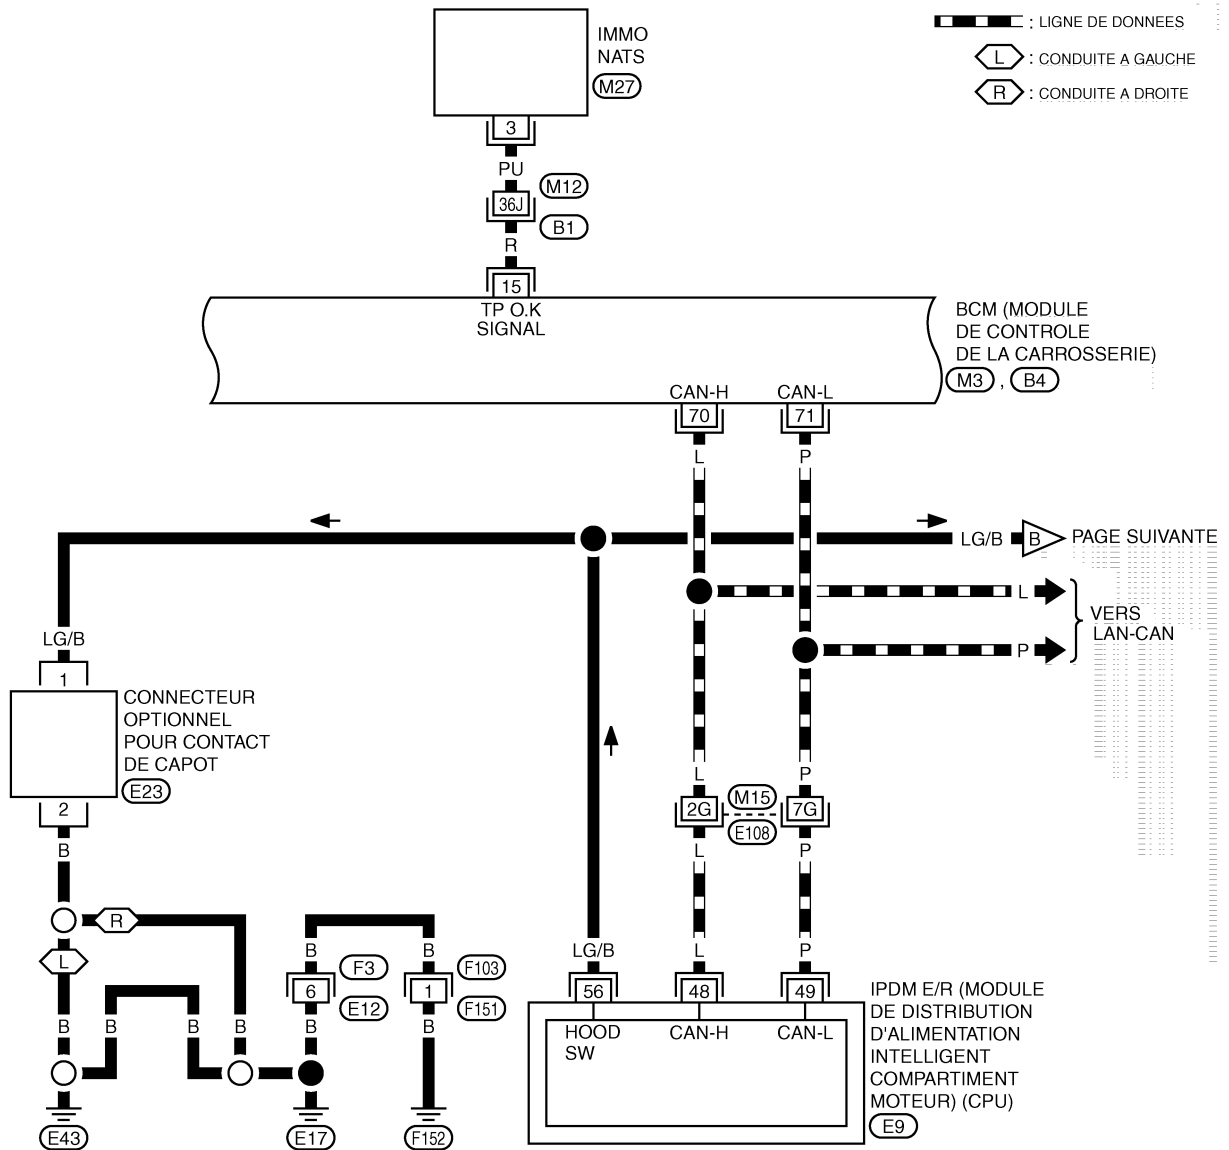 IMMO
NATS
M27
: LIGNE DE DONNEES
L : CONDUITE A GAUCHE
R : CONDUITE A DROITE
3
PU
M12
36J
B1
R
15
TP O.K
SIGNAL
BCM (MODULE
DE CONTROLE
DE LA CARROSSERIE)
M3 , B4
CAN-H CAN-L
70 71
L P
LG/B B PAGE SUIVANTE
L
VERS
LAN-CAN
P
LG/B
1
CONNECTEUR
OPTIONNEL
POUR CONTACT
DE CAPOT
E23
2
B
L P
2G M15 7G
E108
L P
R
L
B B
F3 F103
6 1
E12 F151
B B B B B B
E43 E17 F152
LG/B L P
56 48 49
HOOD
SW
CAN-H CAN-L
IPDM E/R (MODULE
DE DISTRIBUTION
D'ALIMENTATION
INTELLIGENT
COMPARTIMENT
MOTEUR) (CPU)
E9